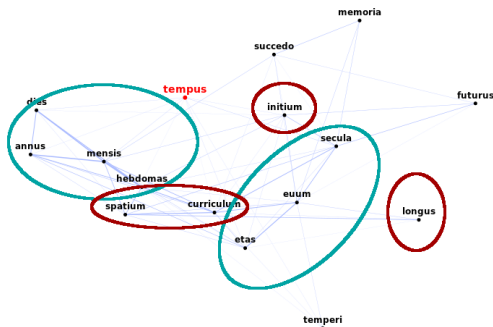 memoria
succedo
tempus
futurus
dies
initium
secula
annus
mensis
hebdomas
euum
spatium
curriculum
longus
etas
temperi